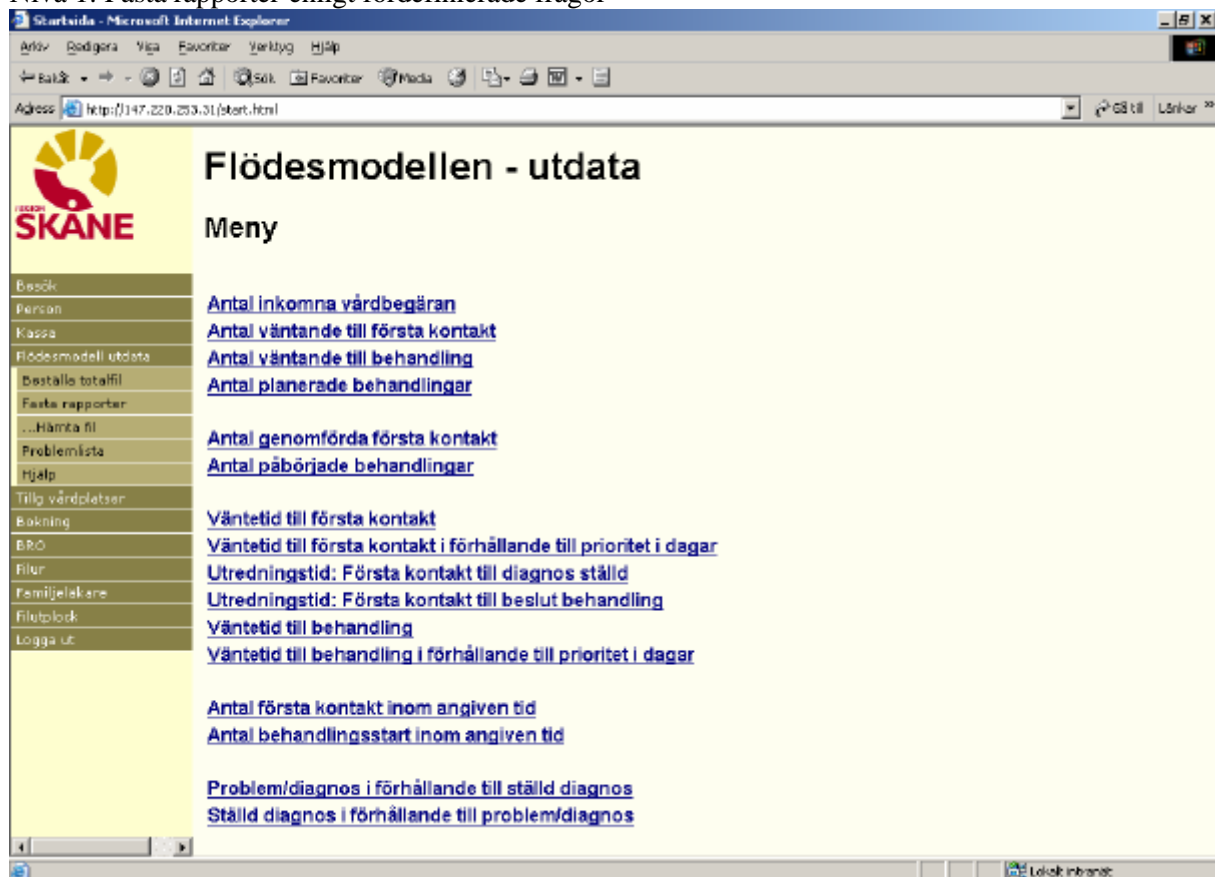 Nivå 1: Fasta rapporter enligt fördefinierade frågor
Startsida - Microsoft Internet Explorer
Arkiv Redigera Visa Favoriter Verktyg Hjälp
Bakåt Sök Favoriter Media
Adress http://147.220.253.31/start.html Gå till Länkar »
REGION
SKÅNE
Flödesmodellen - utdata
Meny
Besök
Person
Kassa
Flödesmodell utdata
Beställa totalfil
Fasta rapporter
...Hämta fil
Problemlista
Hjälp
Tillg vårdplatser
Bokning
BRO
Filur
Familjeläkare
Filutplock
Logga ut
Antal inkomna vårdbegäran
Antal väntande till första kontakt
Antal väntande till behandling
Antal planerade behandlingar
Antal genomförda första kontakt
Antal påbörjade behandlingar
Väntetid till första kontakt
Väntetid till första kontakt i förhållande till prioritet i dagar
Utredningstid: Första kontakt till diagnos ställd
Utredningstid: Första kontakt till beslut behandling
Väntetid till behandling
Väntetid till behandling i förhållande till prioritet i dagar
Antal första kontakt inom angiven tid
Antal behandlingsstart inom angiven tid
Problem/diagnos i förhållande till ställd diagnos
Ställd diagnos i förhållande till problem/diagnos
Lokalt intranät